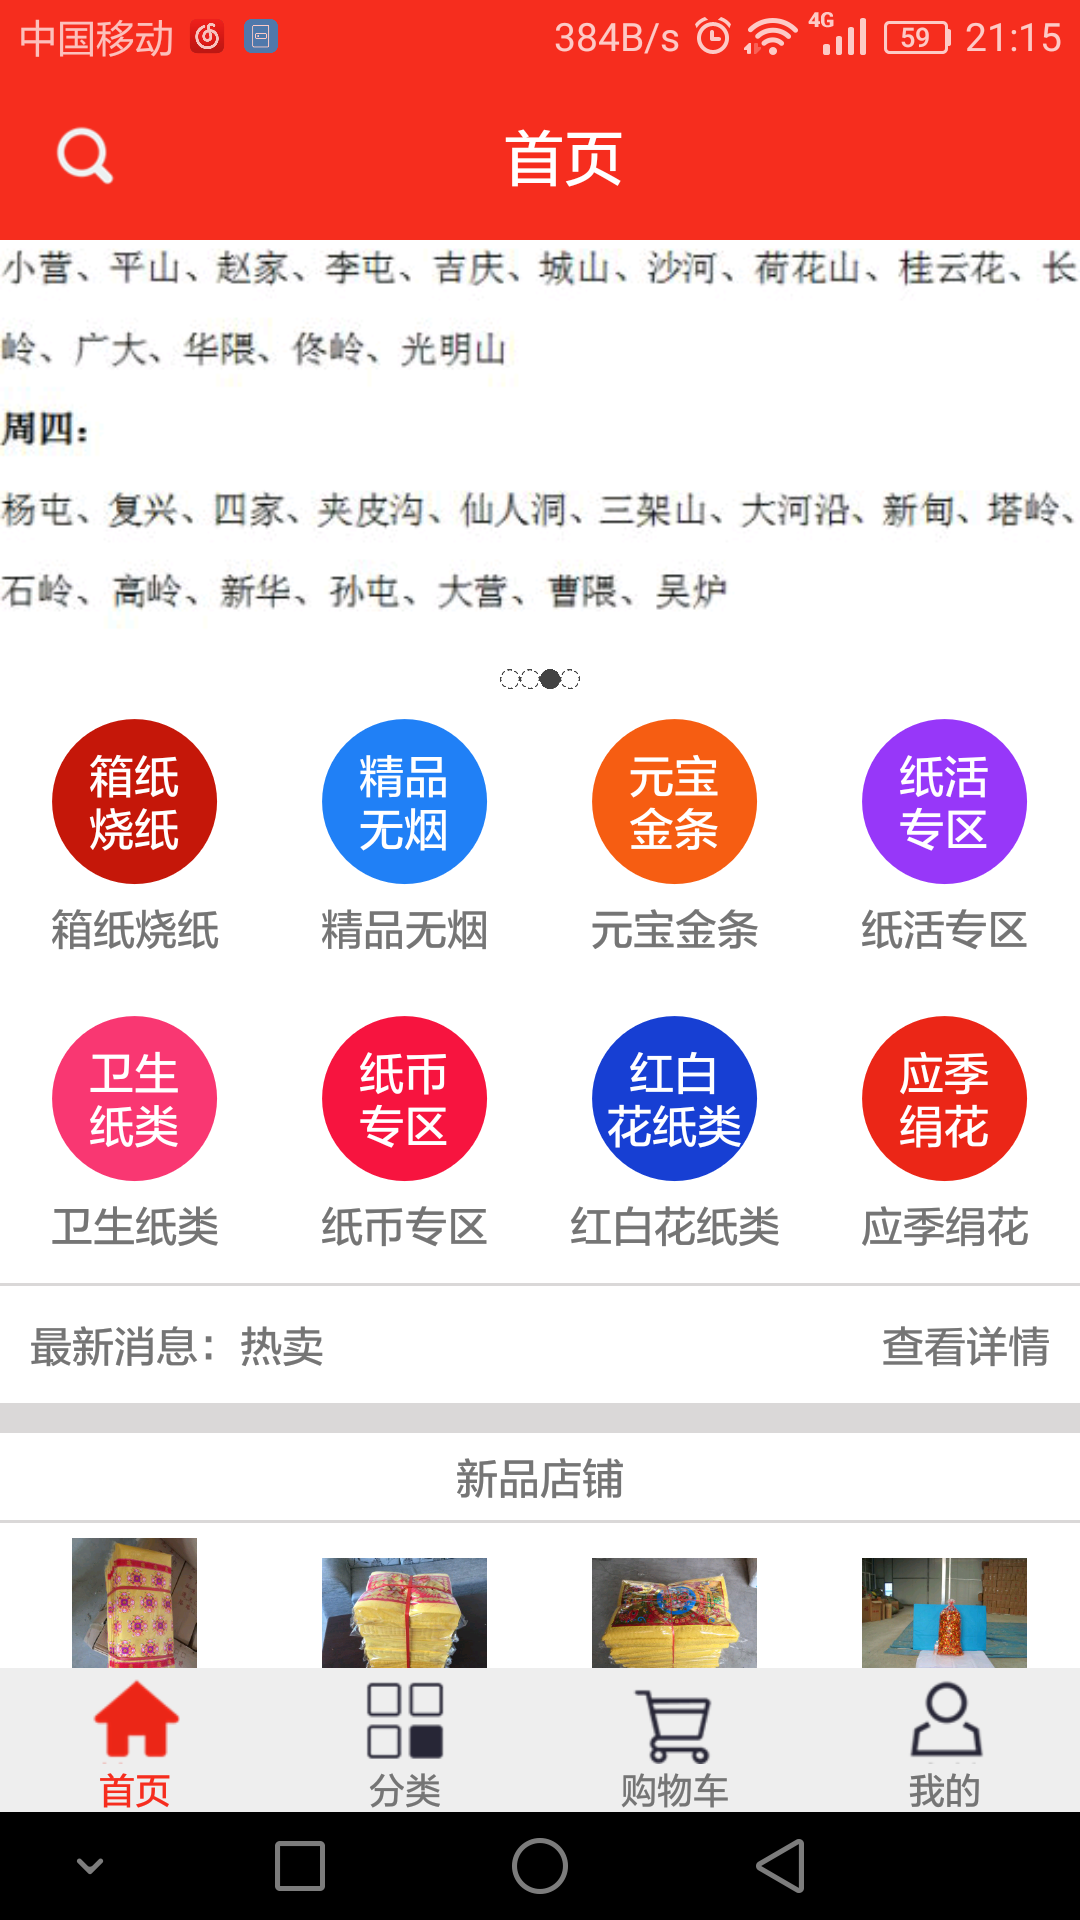 中国移动 384B/s 4G 59 21:15
首页
小营、平山、赵家、李屯、吉庆、城山、沙河、荷花山、桂云花、长
岭、广大、华隈、佟岭、光明山
周四：
杨屯、复兴、四家、夹皮沟、仙人洞、三架山、大河沿、新甸、塔岭、
石岭、高岭、新华、孙屯、大营、曹隈、吴炉
箱纸 精品 元宝 纸活
烧纸 无烟 金条 专区
箱纸烧纸 精品无烟 元宝金条 纸活专区
卫生 纸币 红白 应季
纸类 专区 花纸类 绢花
卫生纸类 纸币专区 红白花纸类 应季绢花
最新消息：热卖 查看详情
新品店铺
首页 分类 购物车 我的